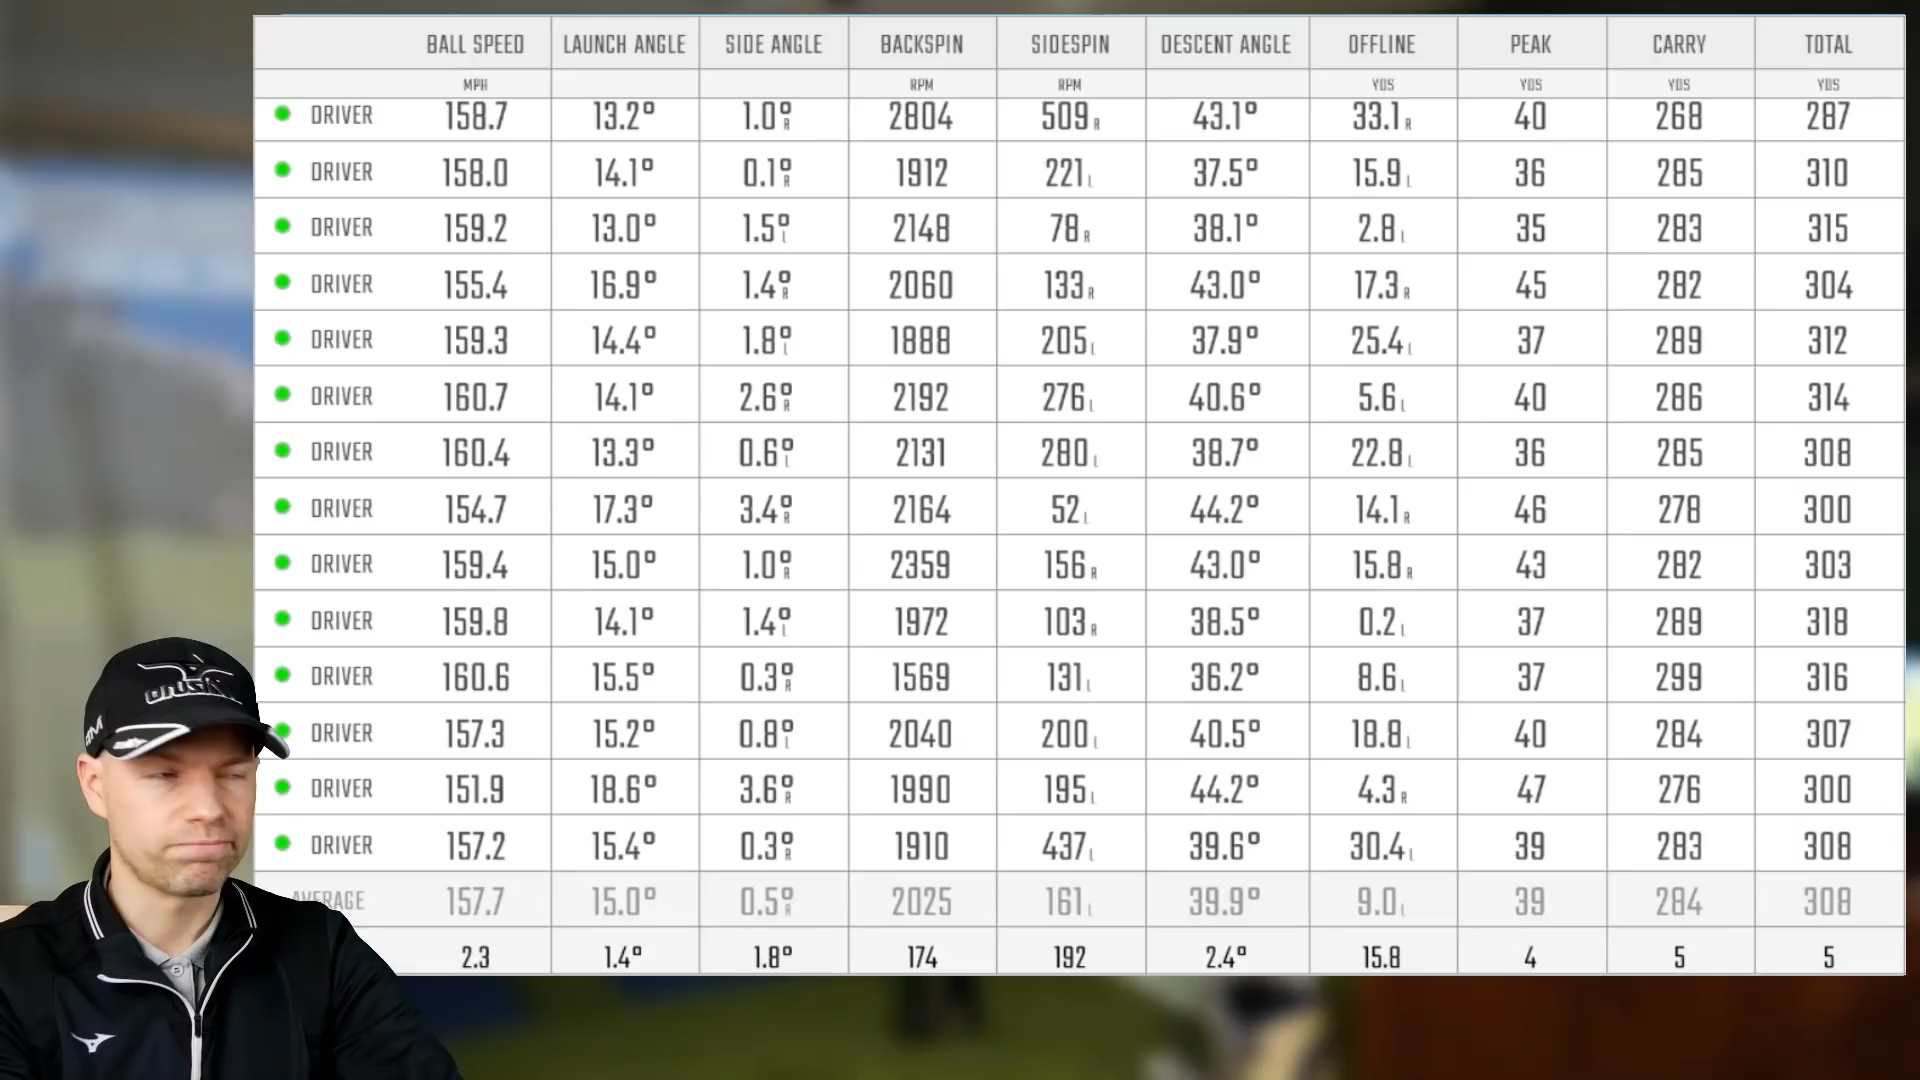 BALL SPEED LAUNCH ANGLE SIDE ANGLE BACKSPIN SIDESPIN DESCENT ANGLE OFFLINE PEAK CARRY TOTAL
MPH RPM RPM YDS YDS YDS YDS
DRIVER 158.7 13.2° 1.0° R 2804 509 R 43.1° 33.1 R 40 268 287
DRIVER 158.0 14.1° 0.1° R 1912 221 L 37.5° 15.9 L 36 285 310
DRIVER 159.2 13.0° 1.5° L 2148 78 R 38.1° 2.8 L 35 283 315
DRIVER 155.4 16.9° 1.4° R 2060 133 R 43.0° 17.3 R 45 282 304
DRIVER 159.3 14.4° 1.8° L 1888 205 L 37.9° 25.4 L 37 289 312
DRIVER 160.7 14.1° 2.6° R 2192 276 L 40.6° 5.6 L 40 286 314
DRIVER 160.4 13.3° 0.6° L 2131 280 L 38.7° 22.8 L 36 285 308
DRIVER 154.7 17.3° 3.4° R 2164 52 L 44.2° 14.1 R 46 278 300
DRIVER 159.4 15.0° 1.0° R 2359 156 R 43.0° 15.8 R 43 282 303
DRIVER 159.8 14.1° 1.4° L 1972 103 R 38.5° 0.2 L 37 289 318
DRIVER 160.6 15.5° 0.3° R 1569 131 L 36.2° 8.6 L 37 299 316
DRIVER 157.3 15.2° 0.8° L 2040 200 L 40.5° 18.8 L 40 284 307
DRIVER 151.9 18.6° 3.6° R 1990 195 L 44.2° 4.3 R 47 276 300
DRIVER 157.2 15.4° 0.3° R 1910 437 L 39.6° 30.4 L 39 283 308
AVERAGE 157.7 15.0° 0.5° R 2025 161 L 39.9° 9.0 L 39 284 308
2.3 1.4° 1.8° 174 192 2.4° 15.8 4 5 5